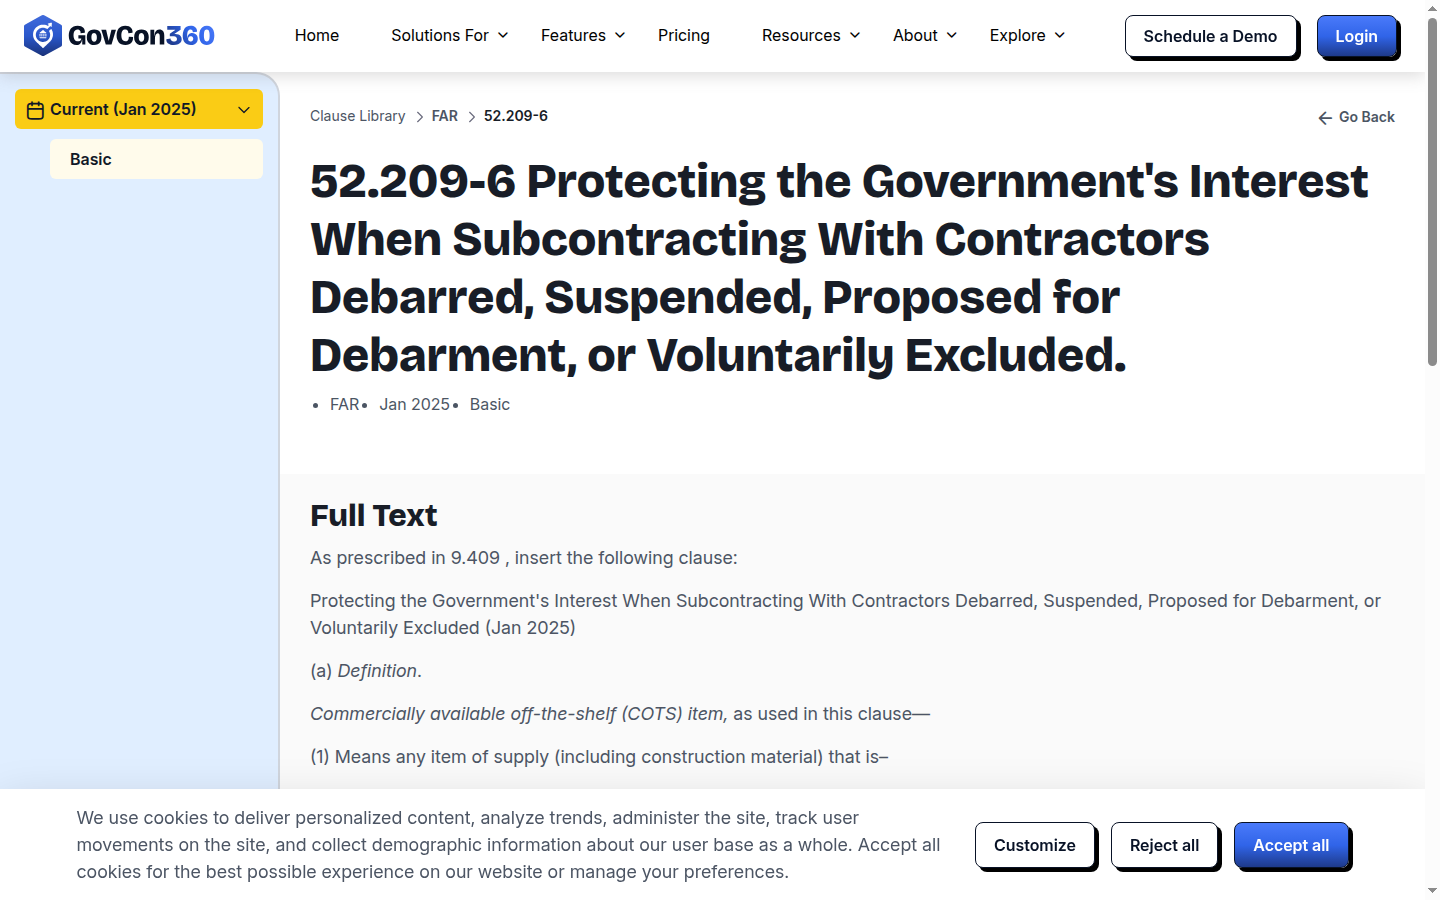 GovCon360
Home
Solutions For
Features
Pricing
Resources
About
Explore
Schedule a Demo
Login
Current (Jan 2025)
Basic
Clause Library
FAR
52.209-6
Go Back
52.209-6 Protecting the Government's Interest
When Subcontracting With Contractors
Debarred, Suspended, Proposed for
Debarment, or Voluntarily Excluded.
• FAR • Jan 2025 • Basic
Full Text
As prescribed in 9.409 , insert the following clause:
Protecting the Government's Interest When Subcontracting With Contractors Debarred, Suspended, Proposed for Debarment, or
Voluntarily Excluded (Jan 2025)
(a) Definition.
Commercially available off-the-shelf (COTS) item, as used in this clause—
(1) Means any item of supply (including construction material) that is–
We use cookies to deliver personalized content, analyze trends, administer the site, track user
movements on the site, and collect demographic information about our user base as a whole. Accept all
cookies for the best possible experience on our website or manage your preferences.
Customize
Reject all
Accept all